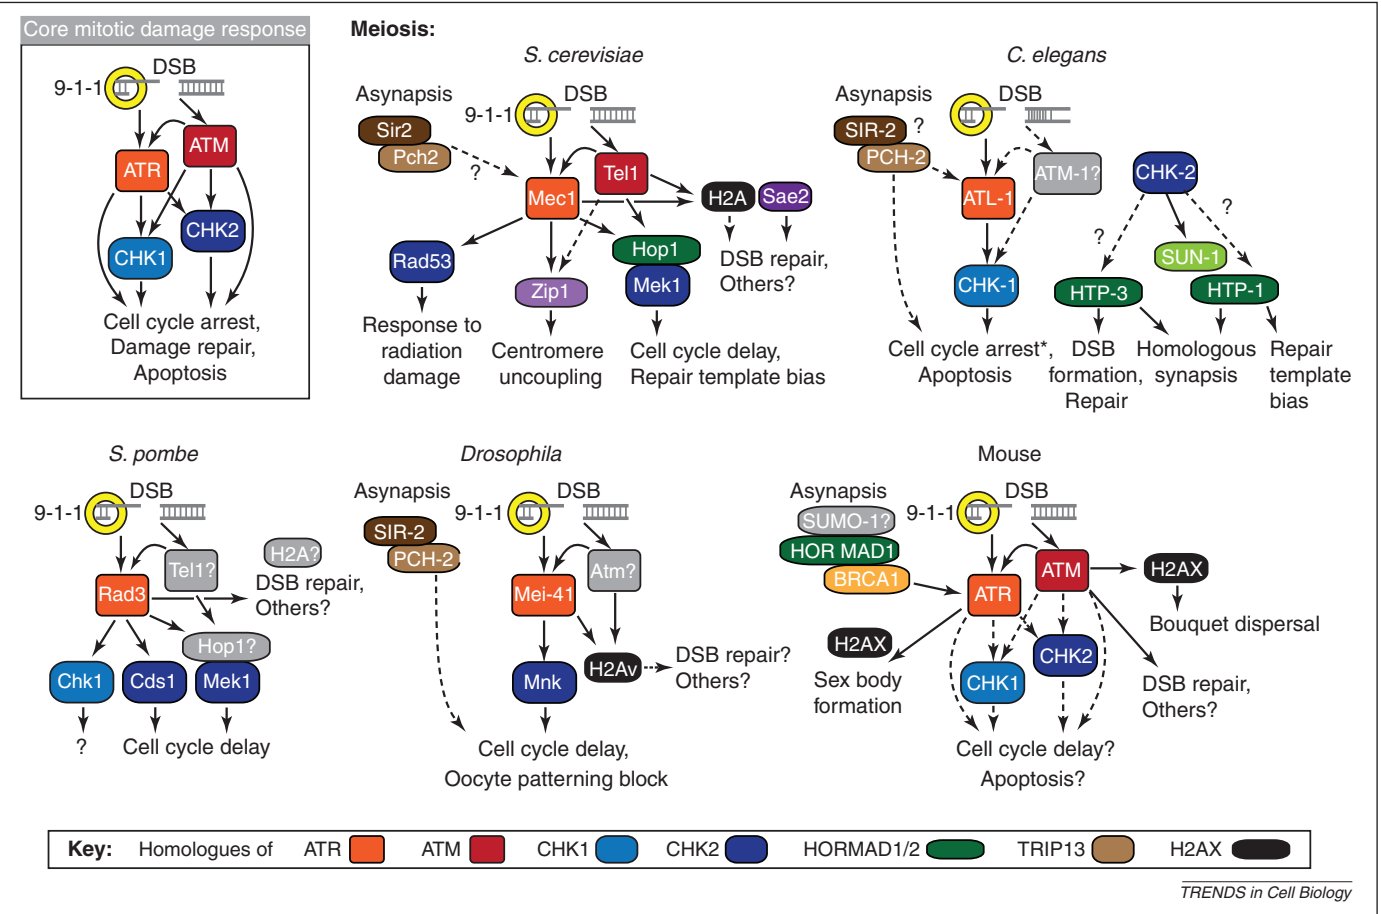 Core mitotic damage response
DSB
9-1-1
ATM
ATR
CHK2
CHK1
Cell cycle arrest,
Damage repair,
Apoptosis
Meiosis:
S. cerevisiae
Asynapsis
DSB
9-1-1
Sir2
Pch2
?
Tel1
Mec1
H2A
Sae2
Rad53
Hop1
Mek1
Zip1
DSB repair,
Others?
Response to
radiation
damage
Centromere
uncoupling
Cell cycle delay,
Repair template bias
C. elegans
Asynapsis
DSB
SIR-2
?
PCH-2
ATM-1?
CHK-2
ATL-1
?
?
SUN-1
CHK-1
HTP-3
HTP-1
Cell cycle arrest*,
Apoptosis
DSB
formation,
Repair
Homologous
synapsis
Repair
template
bias
S. pombe
DSB
9-1-1
H2A?
Tel1?
DSB repair,
Others?
Rad3
Hop1?
Chk1
Cds1
Mek1
?
Cell cycle delay
Drosophila
Asynapsis
DSB
9-1-1
SIR-2
PCH-2
Atm?
Mei-41
H2Av
DSB repair?
Others?
Mnk
Cell cycle delay,
Oocyte patterning block
Mouse
Asynapsis
DSB
9-1-1
SUMO-1?
HOR MAD1
BRCA1
ATM
ATR
H2AX
Bouquet dispersal
H2AX
CHK2
CHK1
Sex body
formation
DSB repair,
Others?
Cell cycle delay?
Apoptosis?
Key: Homologues of ATR ATM CHK1 CHK2 HORMAD1/2 TRIP13 H2AX
TRENDS in Cell Biology